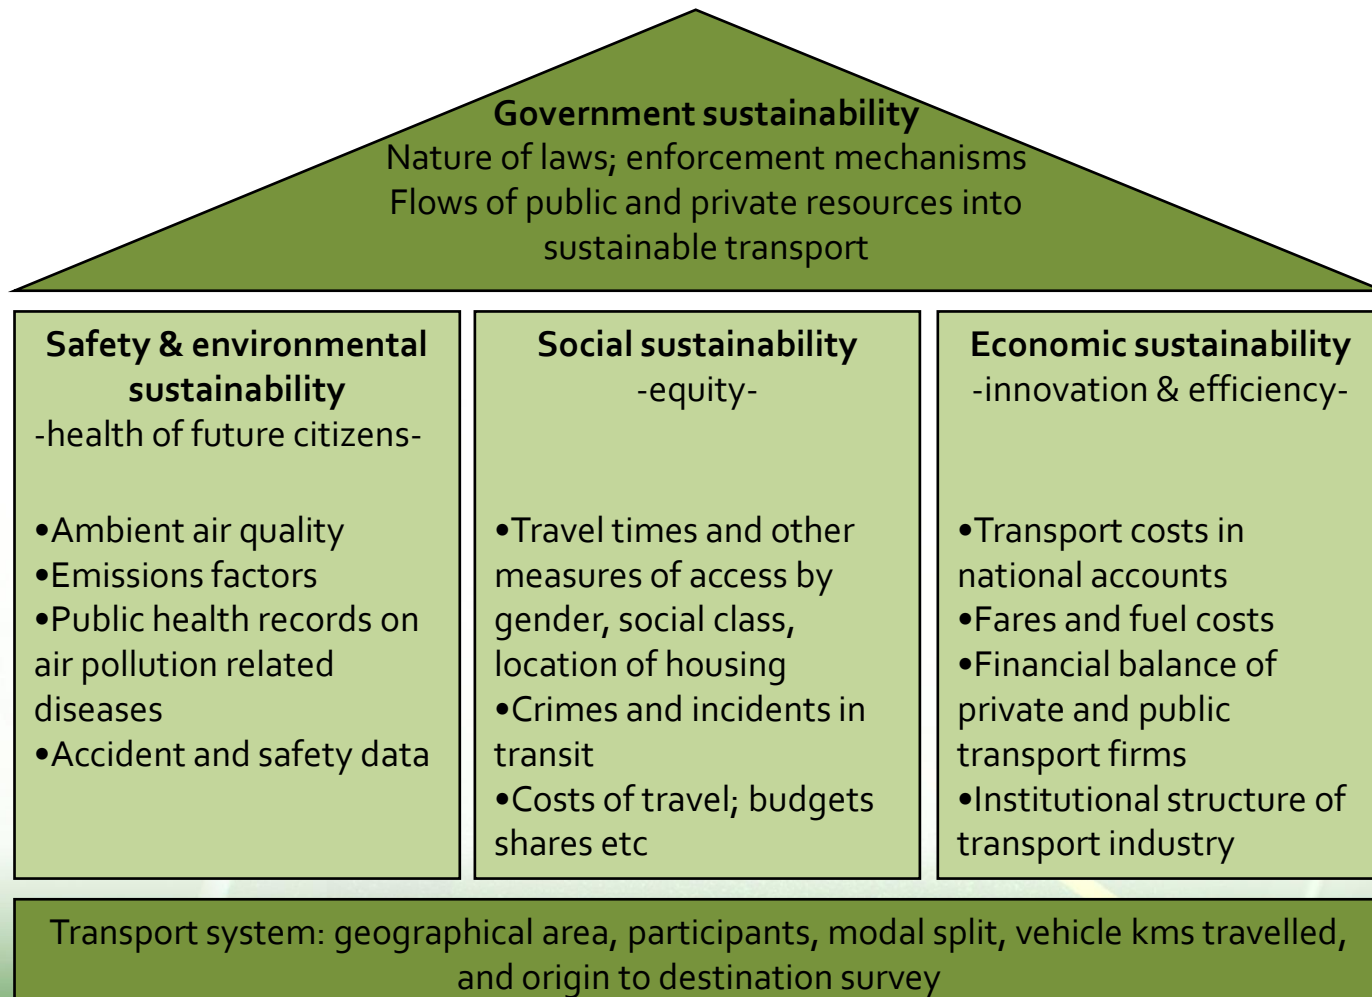 Government sustainability
Nature of laws; enforcement mechanisms
Flows of public and private resources into
sustainable transport
Safety & environmental
sustainability
-health of future citizens-
•Ambient air quality
•Emissions factors
•Public health records on
air pollution related
diseases
•Accident and safety data
Social sustainability
-equity-
•Travel times and other
measures of access by
gender, social class,
location of housing
•Crimes and incidents in
transit
•Costs of travel; budgets
shares etc
Economic sustainability
-innovation & efficiency-
•Transport costs in
national accounts
•Fares and fuel costs
•Financial balance of
private and public
transport firms
•Institutional structure of
transport industry
Transport system: geographical area, participants, modal split, vehicle kms travelled,
and origin to destination survey